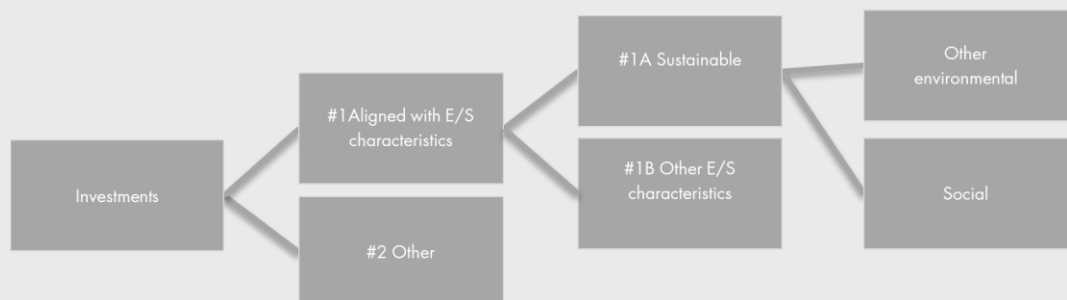 Investments
#1Aligned with E/S
characteristics
#2 Other
#1A Sustainable
#1B Other E/S
characteristics
Other
environmental
Social